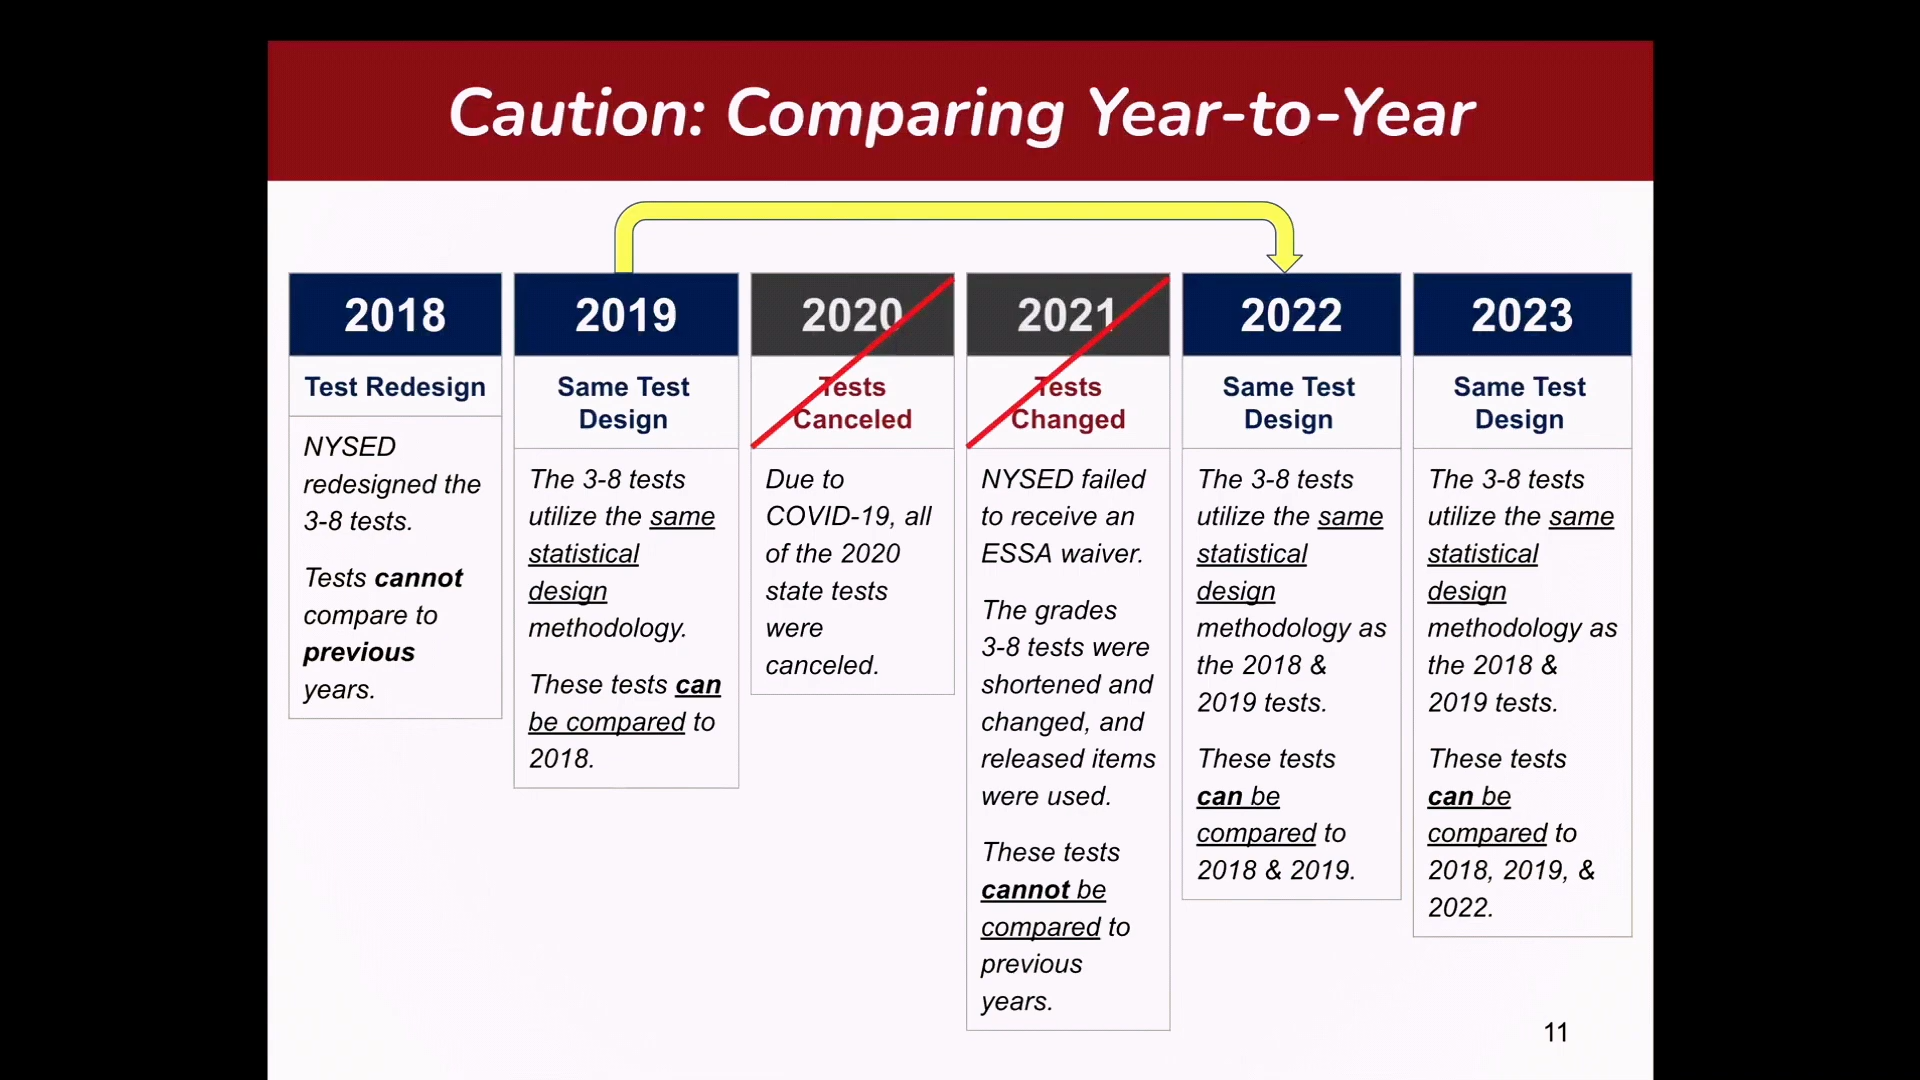 Caution: Comparing Year-to-Year
2018
Test Redesign
NYSED
redesigned the
3-8 tests.
Tests cannot
compare to
previous
years.
2019
Same Test
Design
The 3-8 tests
utilize the same
statistical
design
methodology.
These tests can
be compared to
2018.
2020
Tests
Canceled
Due to
COVID-19, all
of the 2020
state tests
were
canceled.
2021
Tests
Changed
NYSED failed
to receive an
ESSA waiver.
The grades
3-8 tests were
shortened and
changed, and
released items
were used.
These tests
cannot be
compared to
previous
years.
2022
Same Test
Design
The 3-8 tests
utilize the same
statistical
design
methodology as
the 2018 &
2019 tests.
These tests
can be
compared to
2018 & 2019.
2023
Same Test
Design
The 3-8 tests
utilize the same
statistical
design
methodology as
the 2018 &
2019 tests.
These tests
can be
compared to
2018, 2019, &
2022.
11